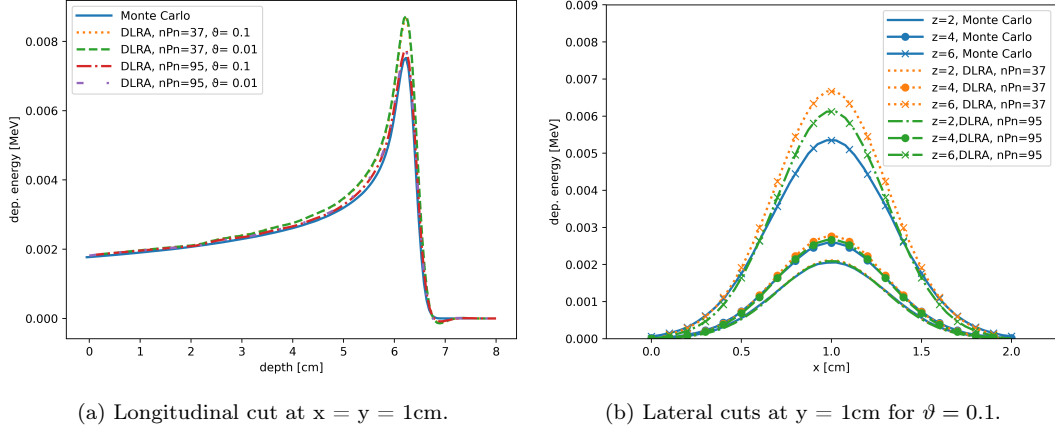 dep. energy [MeV]
0.008
0.006
0.004
0.002
0.000
Monte Carlo
DLRA, nPn=37, ϑ= 0.1
DLRA, nPn=37, ϑ= 0.01
DLRA, nPn=95, ϑ= 0.1
DLRA, nPn=95, ϑ= 0.01
0 1 2 3 4 5 6 7 8
depth [cm]
(a) Longitudinal cut at x = y = 1cm.
dep. energy [MeV]
0.009
0.008
0.007
0.006
0.005
0.004
0.003
0.002
0.001
0.000
z=2, Monte Carlo
z=4, Monte Carlo
z=6, Monte Carlo
z=2, DLRA, nPn=37
z=4, DLRA, nPn=37
z=6, DLRA, nPn=37
z=2,DLRA, nPn=95
z=4,DLRA, nPn=95
z=6,DLRA, nPn=95
0.0 0.5 1.0 1.5 2.0
x [cm]
(b) Lateral cuts at y = 1cm for ϑ = 0.1.